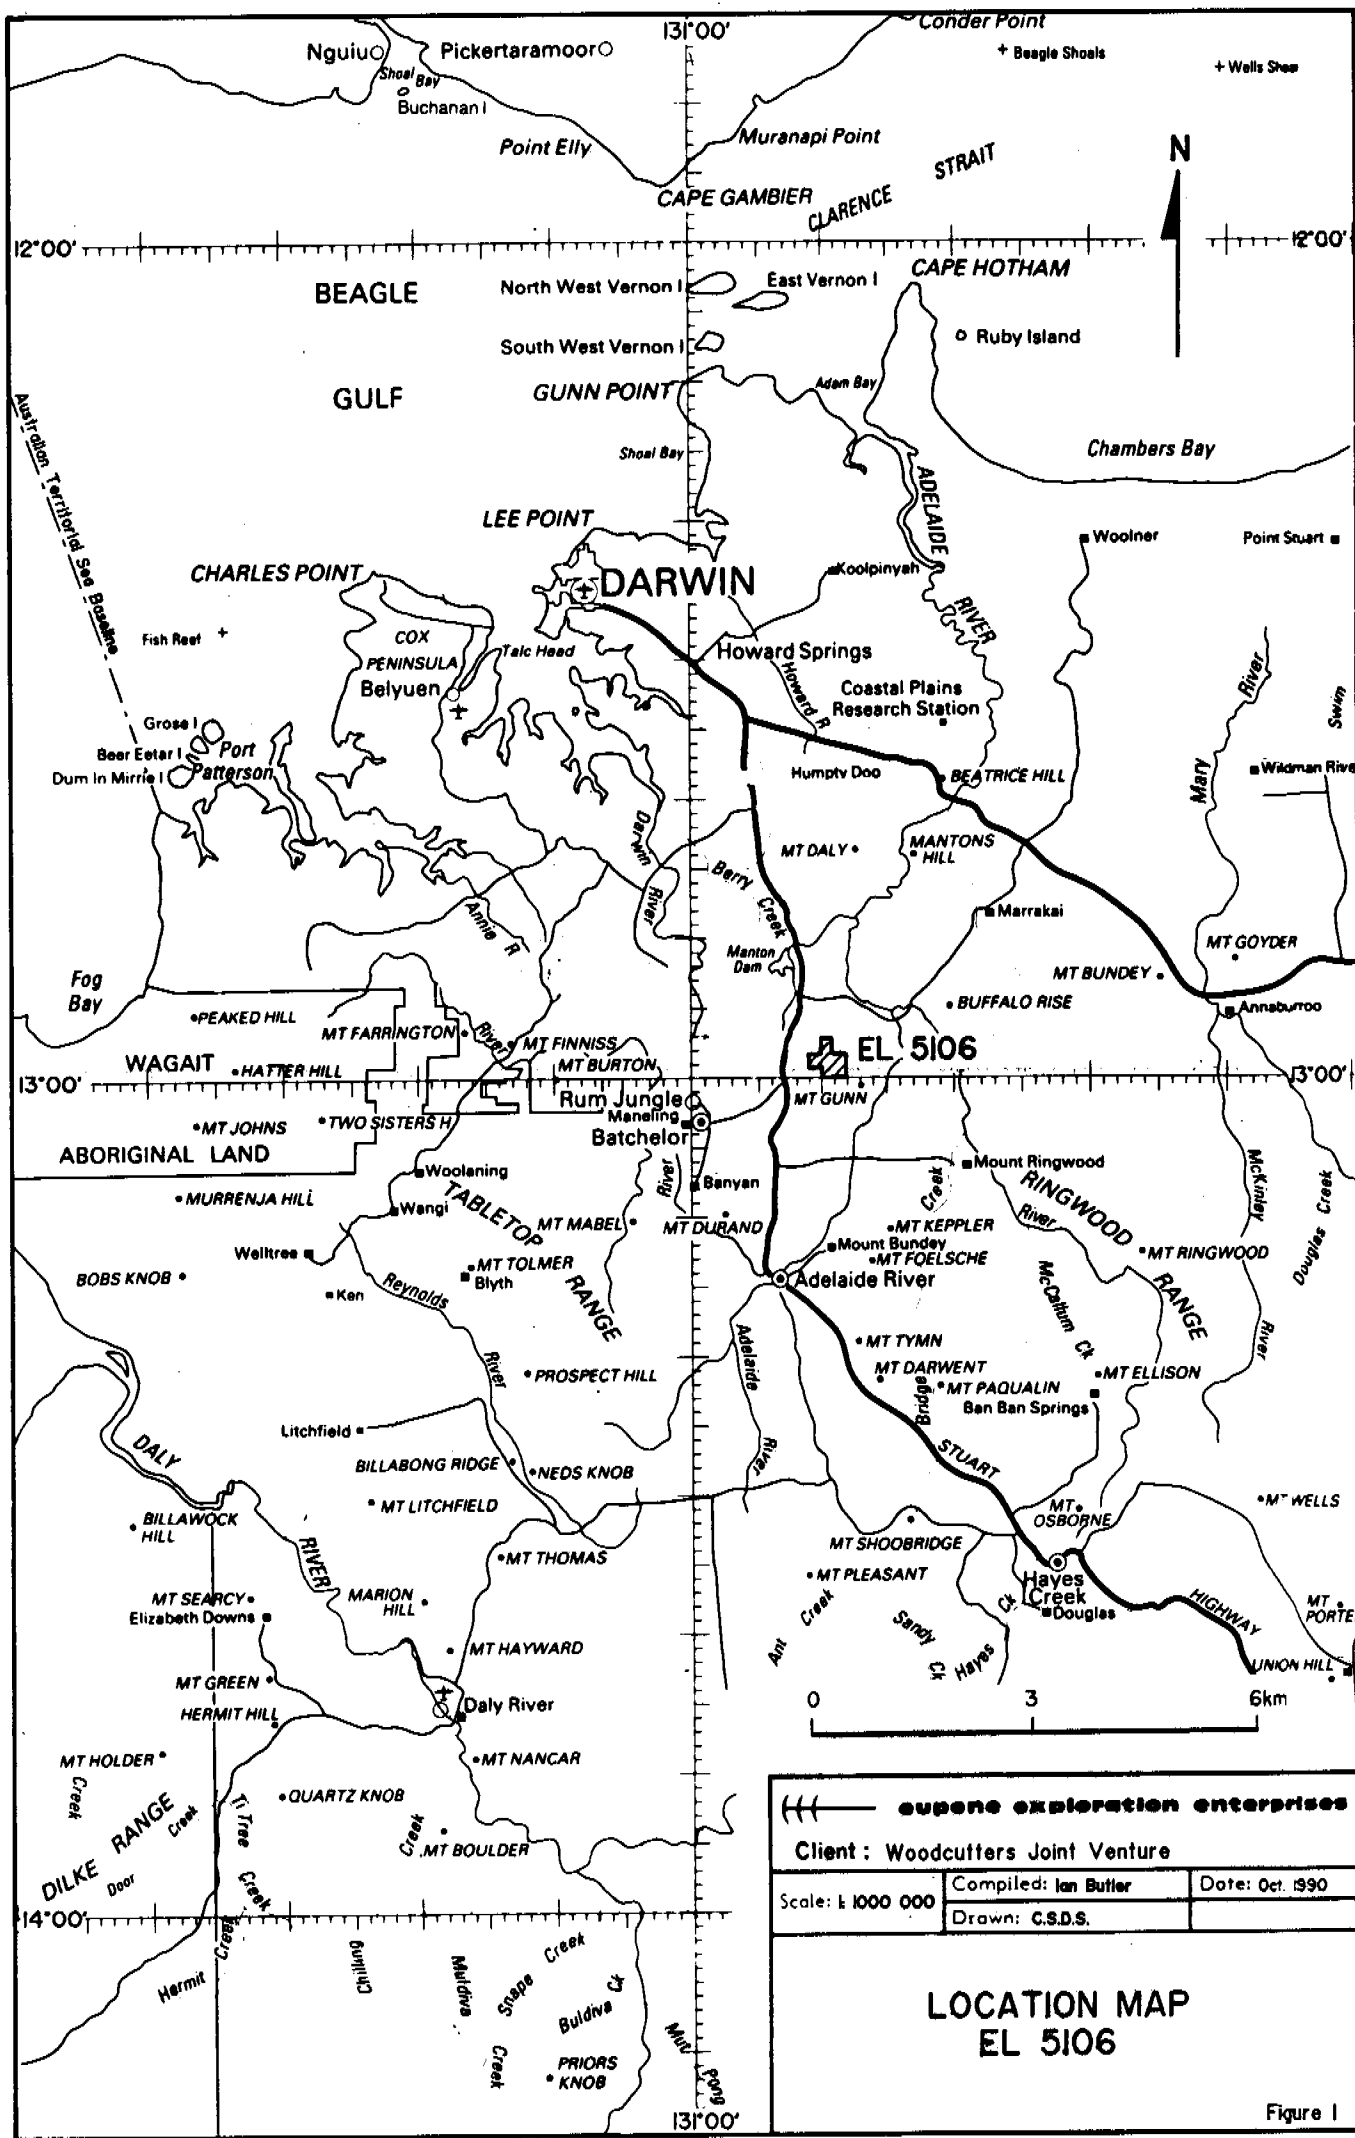 131°00'
Conder Point
Nguiu
Pickertaramoor
Beagle Shoals
Wells Shoal
Shoal Bay
Buchanan I
Point Elly
Muranapi Point
N
CLARENCE STRAIT
CAPE GAMBIER
12°00'
12°00'
BEAGLE
GULF
North West Vernon I
East Vernon I
CAPE HOTHAM
South West Vernon I
Ruby Island
GUNN POINT
Adam Bay
Australian Territorial Sea Baseline
Shoal Bay
Chambers Bay
ADELAIDE
RIVER
LEE POINT
Woolner
Point Stuart
CHARLES POINT
DARWIN
Koolpinyah
Fish Reef
COX
PENINSULA
Talc Head
Howard Springs
Belyuen
Howard R
Coastal Plains
Research Station
Mary River
Swim
Grose I
Beer Eetar I
Dum In Mirrie I
Port
Patterson
Humpty Doo
BEATRICE HILL
Wildman Rive
Darwin
River
Berry
Creek
MT DALY
MANTONS
HILL
Annie R
Marrakai
Manton
Dam
MT GOYDER
Fog
Bay
MT BUNDEY
PEAKED HILL
MT FARRINGTON
River
BUFFALO RISE
Annaburroo
MT FINNISS
EL 5106
WAGAIT
HATTER HILL
MT BURTON
13°00'
13°00'
Rum Jungle
MT GUNN
Maneling
MT JOHNS
TWO SISTERS H
Batchelor
ABORIGINAL LAND
Woolaning
River
Banyan
Creek
Mount Ringwood
McKinley
River
Douglas Creek
MURRENJA HILL
Wangi
TABLETOP
RANGE
MT MABEL
MT DURAND
RINGWOOD
RANGE
River
MT KEPPLER
Welltree
Mount Bundey
MT RINGWOOD
MT TOLMER
Blyth
MT FOELSCHE
BOBS KNOB
Adelaide River
Ken
Reynolds
River
McCallum Ck
Adelaide
River
MT TYMN
PROSPECT HILL
MT DARWENT
MT ELLISON
Bridge
MT PAQUALIN
Ban Ban Springs
Litchfield
DALY
RIVER
STUART
HIGHWAY
BILLABONG RIDGE
NEDS KNOB
MT LITCHFIELD
MT WELLS
BILLAWOCK
HILL
MT
OSBORNE
MT SHOOBRIDGE
MT THOMAS
Hayes
Creek
MT PLEASANT
MT SEARCY
MARION
HILL
Ant Creek
Sandy
Ck
Hayes Ck
Douglas
MT
PORTE
Elizabeth Downs
MT HAYWARD
UNION HILL
MT GREEN
0 3 6km
HERMIT HILL
Daly River
MT HOLDER
MT NANCAR
Creek
DILKE RANGE
Creek
Door
Ti Tree
Creek
QUARTZ KNOB
Creek
MT BOULDER
eupene exploration enterprises
Client : Woodcutters Joint Venture
Scale: 1: 1000 000
Compiled: Ian Butler
Date: Oct. 1990
Drawn: C.S.D.S.
14°00'
Hermit
Creek
Chilling
Muldiva
Snape Creek
Creek
Buldiva Ck
PRIORS
KNOB
131°00'
LOCATION MAP
EL 5106
Figure 1